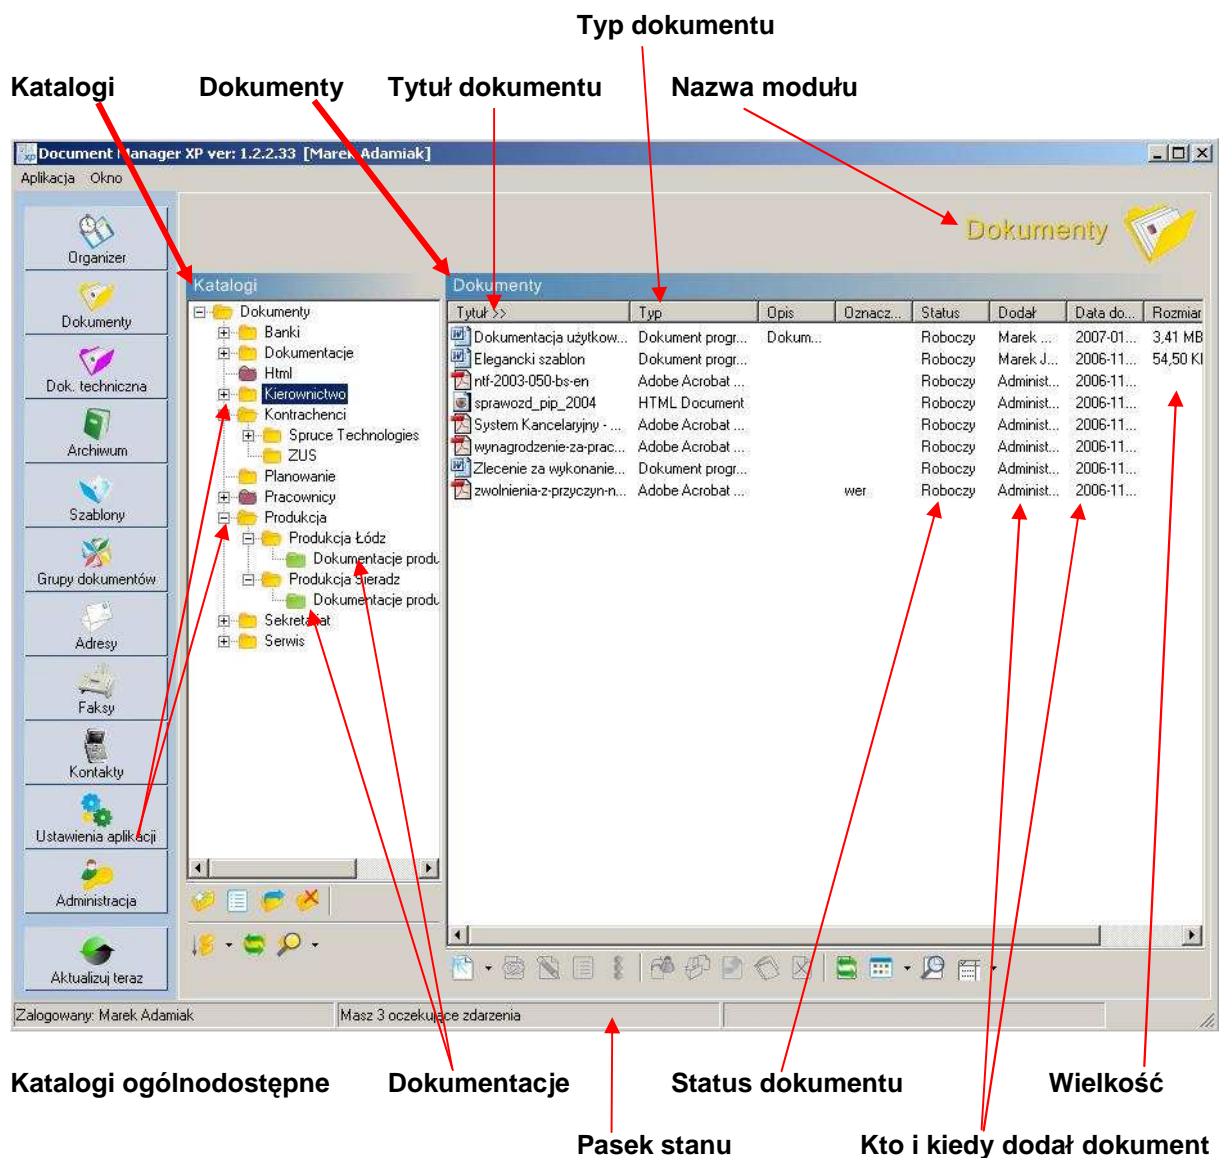 Typ dokumentu
Katalogi Dokumenty Tytuł dokumentu Nazwa modułu
Document Manager XP ver: 1.2.2.33 [Marek Adamiak]
Aplikacja Okno
Dokumenty
Organizer
Dokumenty
Dok. techniczna
Archiwum
Szablony
Grupy dokumentów
Adresy
Faksy
Kontakty
Ustawienia aplikacji
Administracja
Aktualizuj teraz
Katalogi
Dokumenty
Banki
Dokumentacje
Html
Kierownictwo
Kontrachenci
Spruce Technologies
ZUS
Planowanie
Pracownicy
Produkcja
Produkcja Łódz
Dokumentacje produ
Produkcja Sieradz
Dokumentacje produ
Sekretariat
Serwis
Dokumenty
Tytuł >> Typ Opis Oznacz... Status Dodał Data do... Rozmiar
Dokumentacja użytkow... Dokument progr... Dokum... Roboczy Marek ... 2007-01... 3,41 MB
Elegancki szablon Dokument progr... Roboczy Marek J... 2006-11... 54,50 KI
ntf-2003-050-bs-en Adobe Acrobat ... Roboczy Administ... 2006-11...
sprawozd_pip_2004 HTML Document Roboczy Administ... 2006-11...
System Kancelaryjny - ... Adobe Acrobat ... Roboczy Administ... 2006-11...
wynagrodzenie-za-prac... Adobe Acrobat ... Roboczy Administ... 2006-11...
Zlecenie za wykonanie... Dokument progr... Roboczy Administ... 2006-11...
zwolnienia-z-przyczyn-n... Adobe Acrobat ... wer Roboczy Administ... 2006-11...
Zalogowany: Marek Adamiak Masz 3 oczekujące zdarzenia
Katalogi ogólnodostępne Dokumentacje Status dokumentu Wielkość
Pasek stanu Kto i kiedy dodał dokument